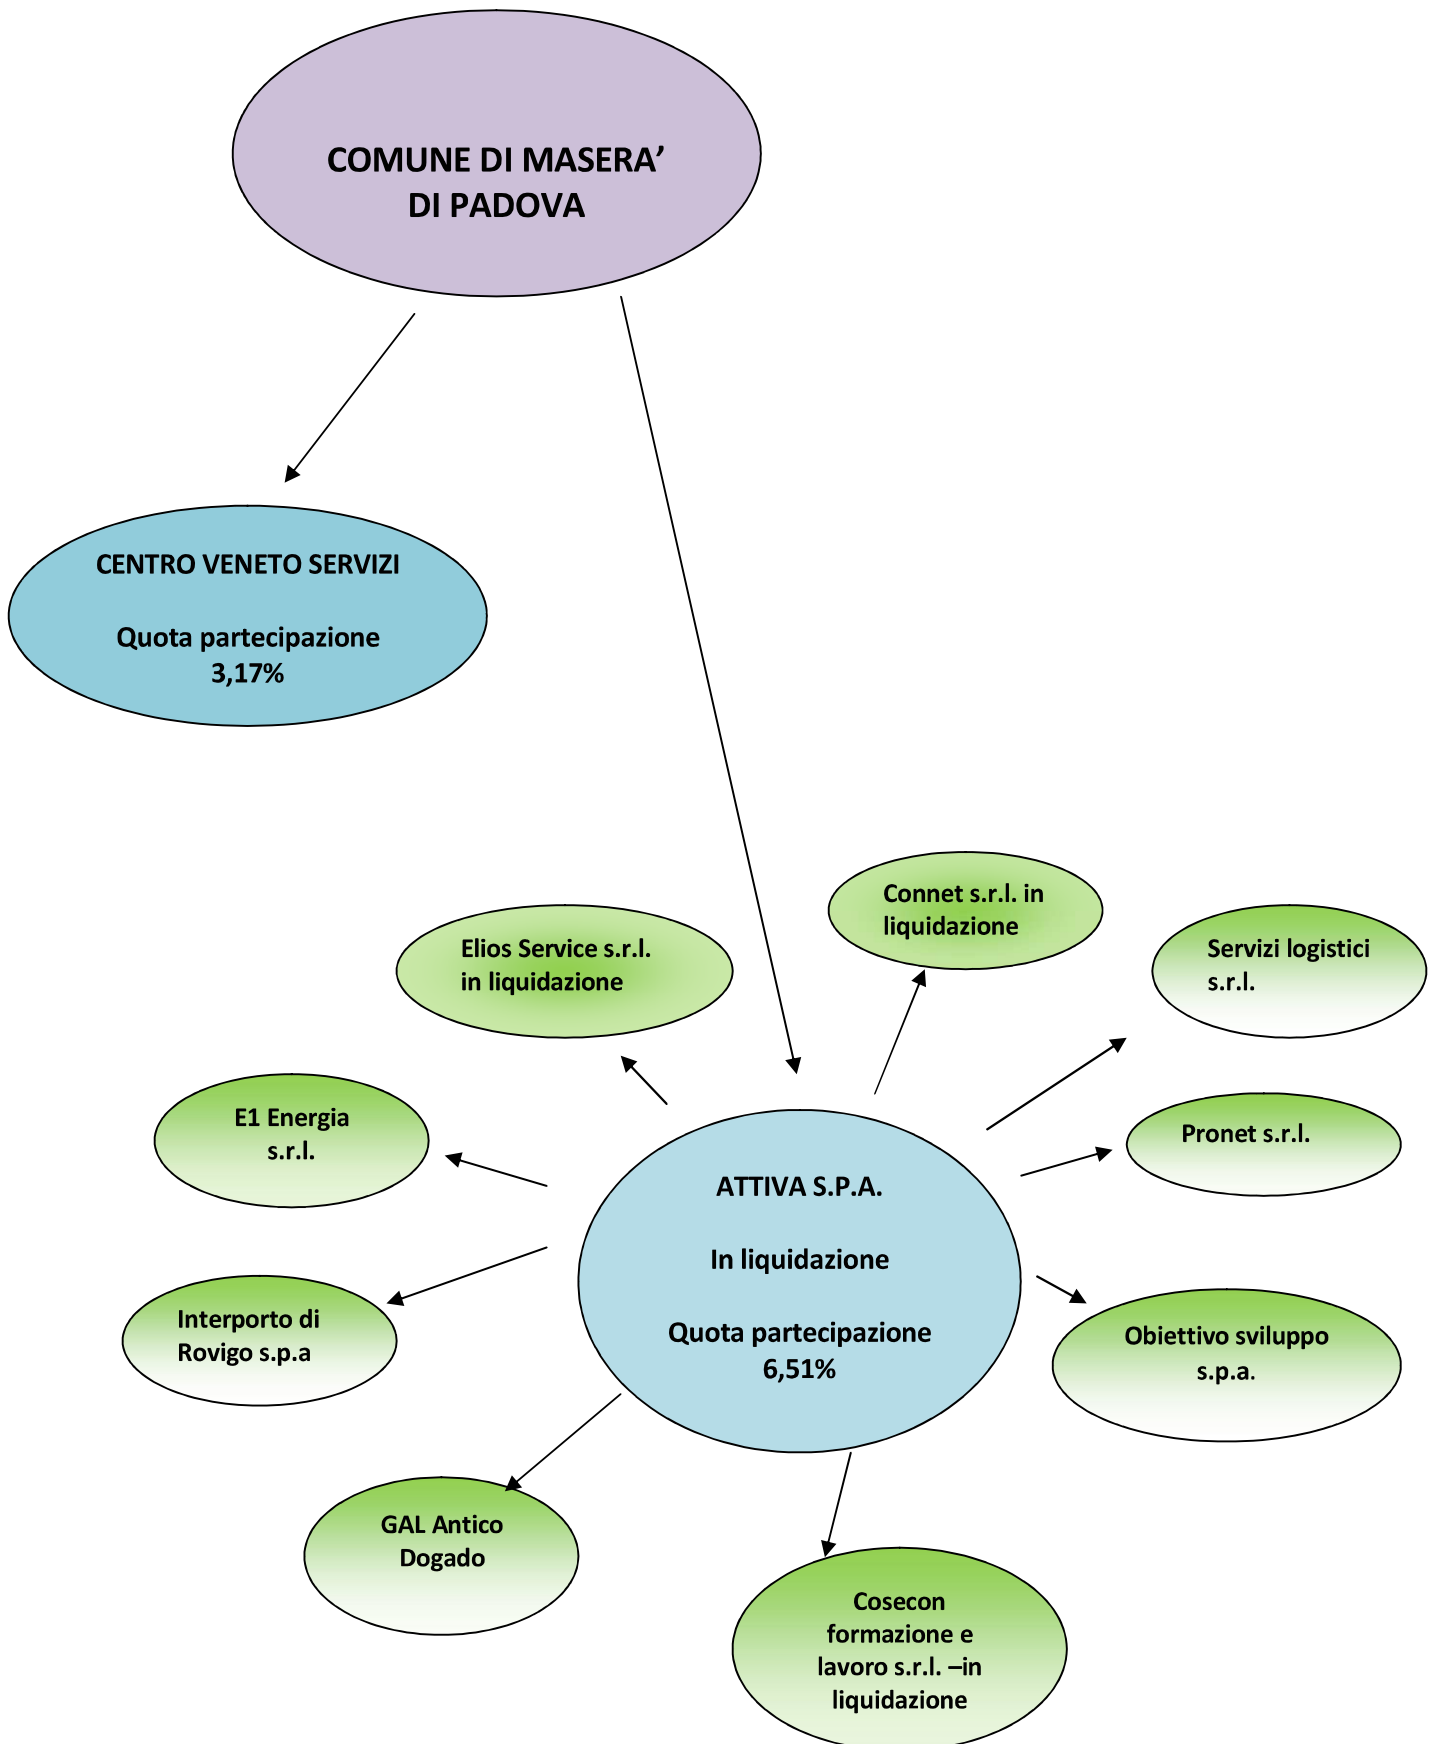 COMUNE DI MASERA’
DI PADOVA
CENTRO VENETO SERVIZI
Quota partecipazione
3,17%
Connet s.r.l. in
liquidazione
Elios Service s.r.l.
in liquidazione
Servizi logistici
s.r.l.
E1 Energia
s.r.l.
Pronet s.r.l.
ATTIVA S.P.A.
In liquidazione
Quota partecipazione
6,51%
Interporto di
Rovigo s.p.a
Obiettivo sviluppo
s.p.a.
GAL Antico
Dogado
Cosecon
formazione e
lavoro s.r.l. –in
liquidazione